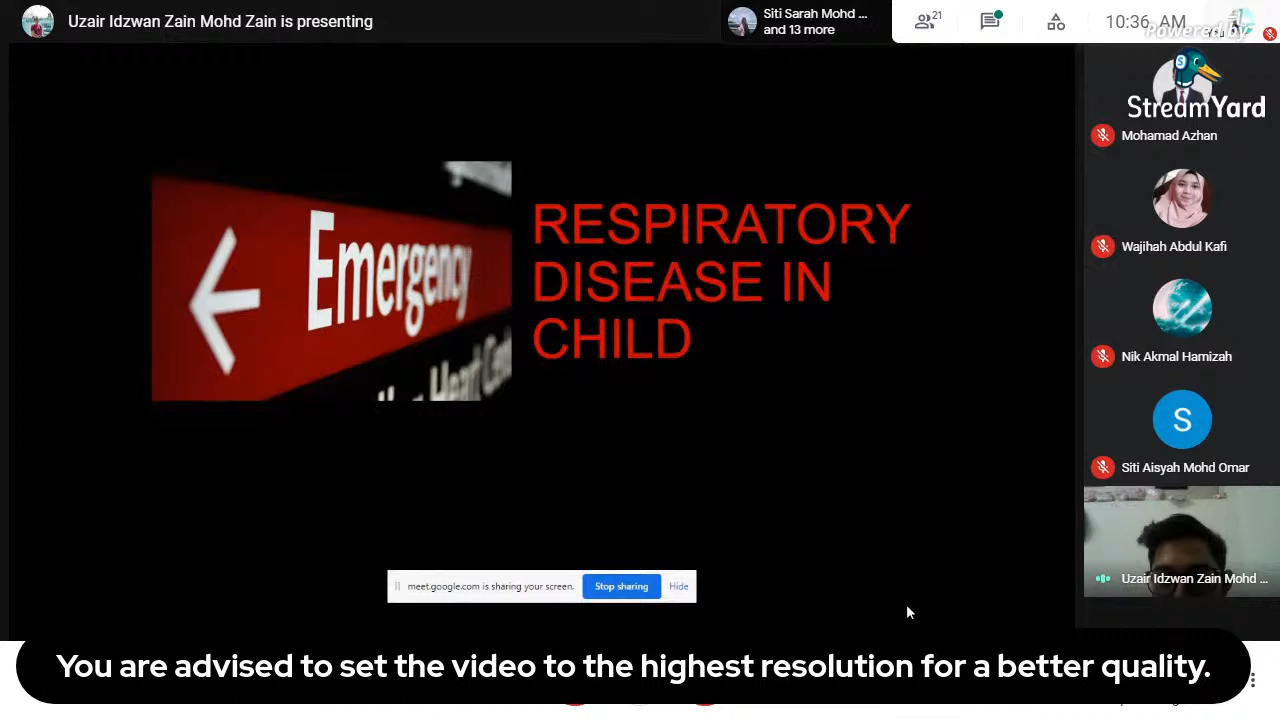 Uzair Idzwan Zain Mohd Zain is presenting
Siti Sarah Mohd ...
and 13 more
21
10:36 AM
You
Powered by
StreamYard
Mohamad Azhan
Wajihah Abdul Kafi
Nik Akmal Hamizah
S
Siti Aisyah Mohd Omar
Uzair Idzwan Zain Mohd ...
Emergency
RESPIRATORY
DISEASE IN
CHILD
meet.google.com is sharing your screen.
Stop sharing
Hide
You are advised to set the video to the highest resolution for a better quality.